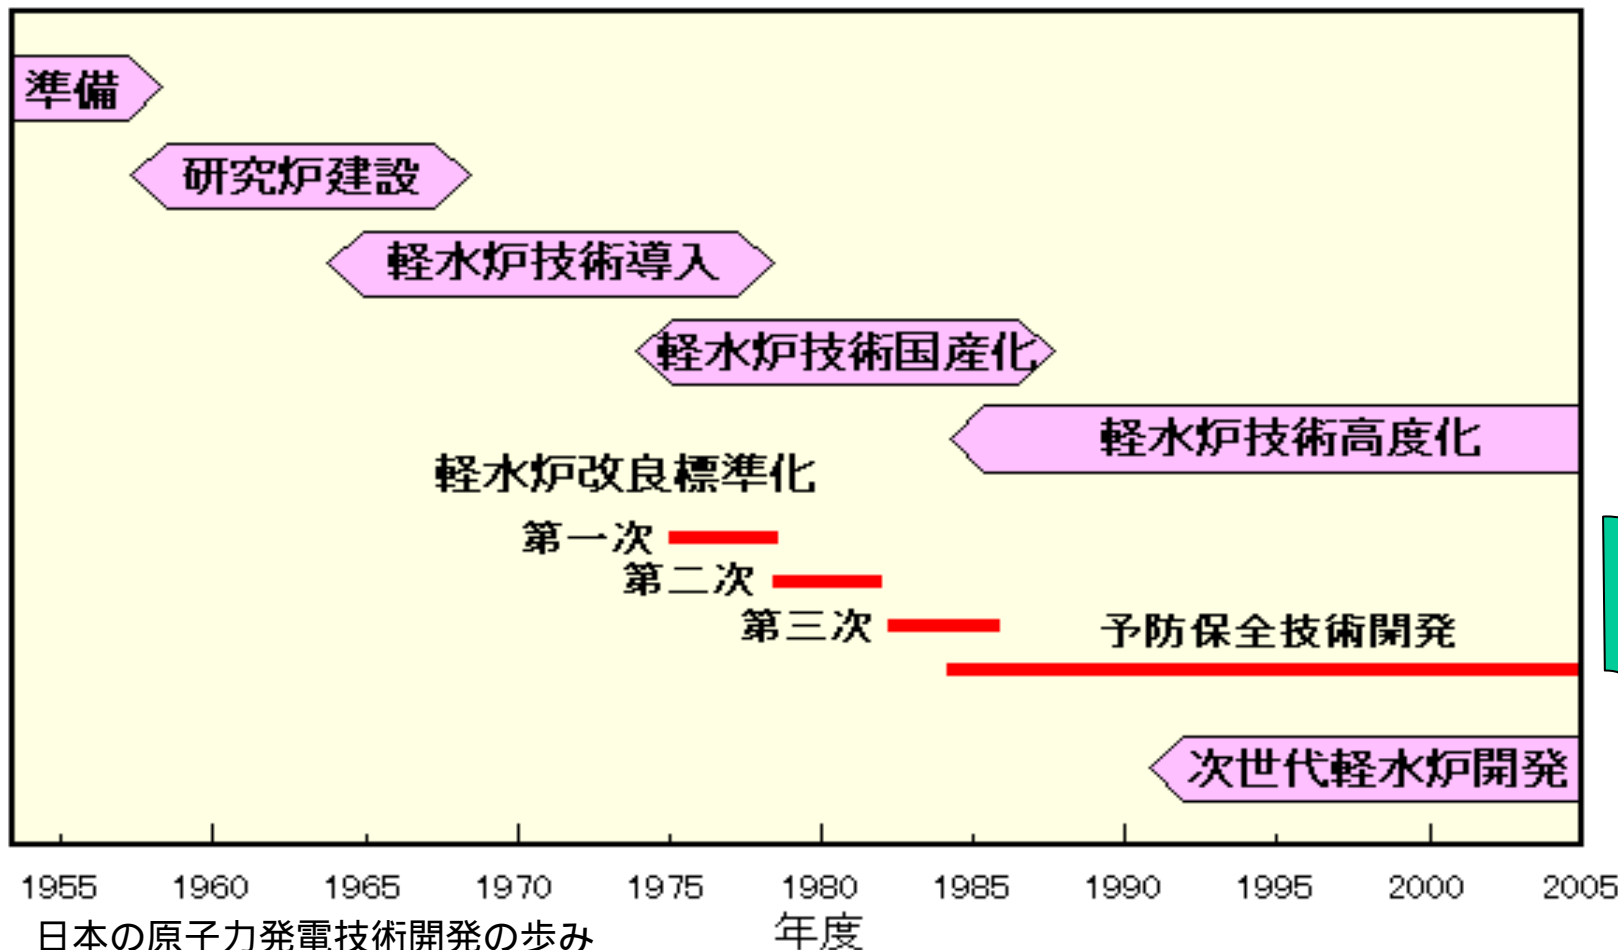 準備
研究炉建設
軽水炉技術導入
軽水炉技術国産化
軽水炉技術高度化
軽水炉改良標準化
第一次
第二次
第三次
予防保全技術開発
次世代軽水炉開発
1955 1960 1965 1970 1975 1980 1985 1990 1995 2000 2005
年度
日本の原子力発電技術開発の歩み